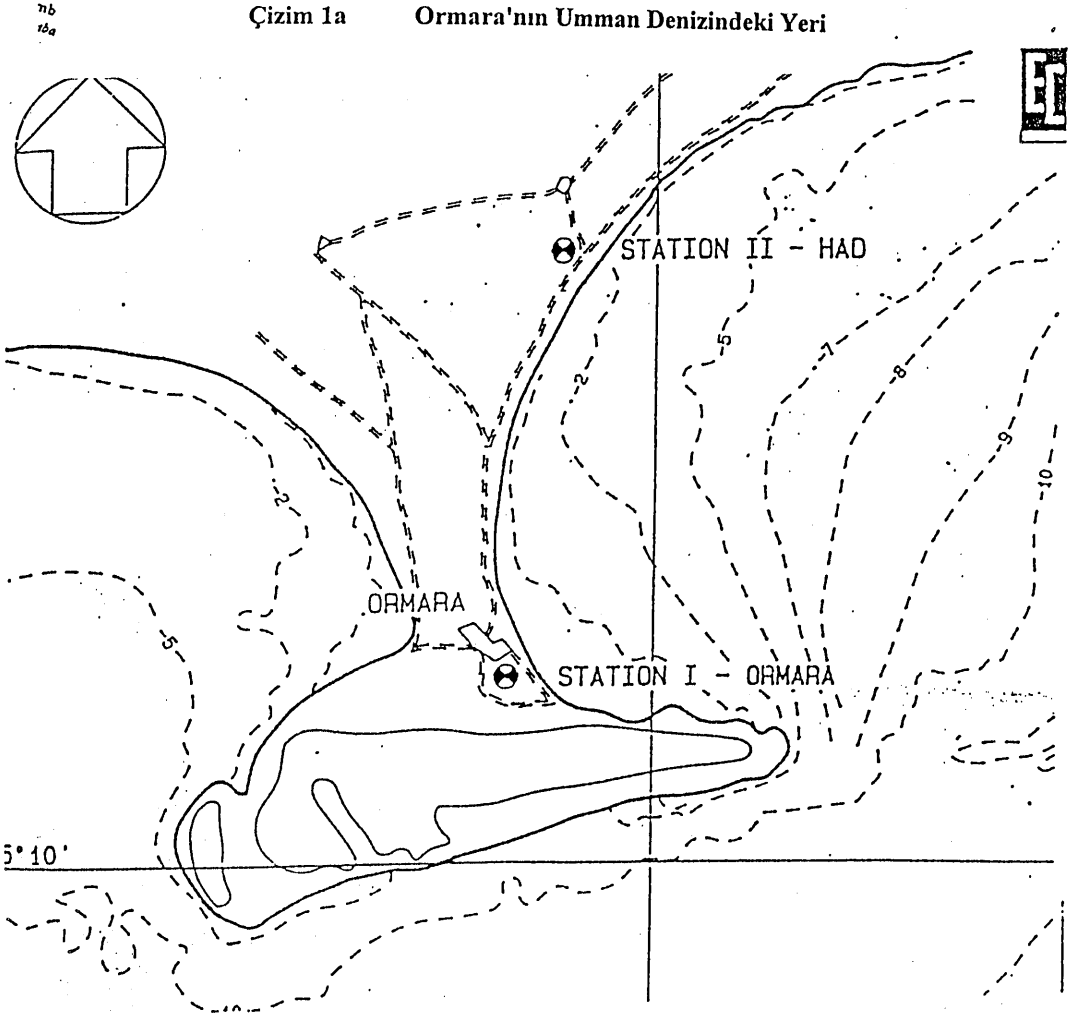 Çizim 1a Ormara'nın Umman Denizindeki Yeri
STATION II - HAD
-5
-7
-2
-8
-9
-2
-10
ORMARA
-5
STATION I - ORMARA
5°10'